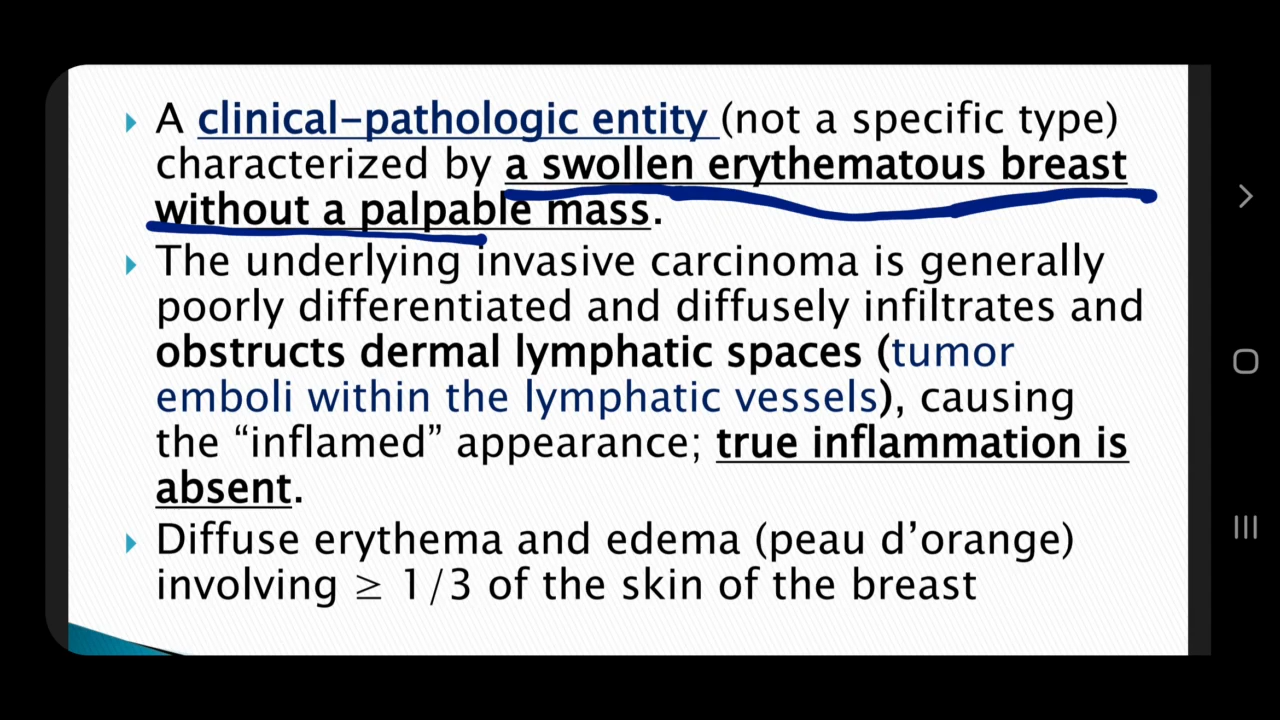 A clinical-pathologic entity (not a specific type)
characterized by a swollen erythematous breast
without a palpable mass.
The underlying invasive carcinoma is generally
poorly differentiated and diffusely infiltrates and
obstructs dermal lymphatic spaces (tumor
emboli within the lymphatic vessels), causing
the “inflamed” appearance; true inflammation is
absent.
Diffuse erythema and edema (peau d’orange)
involving ≥ 1/3 of the skin of the breast